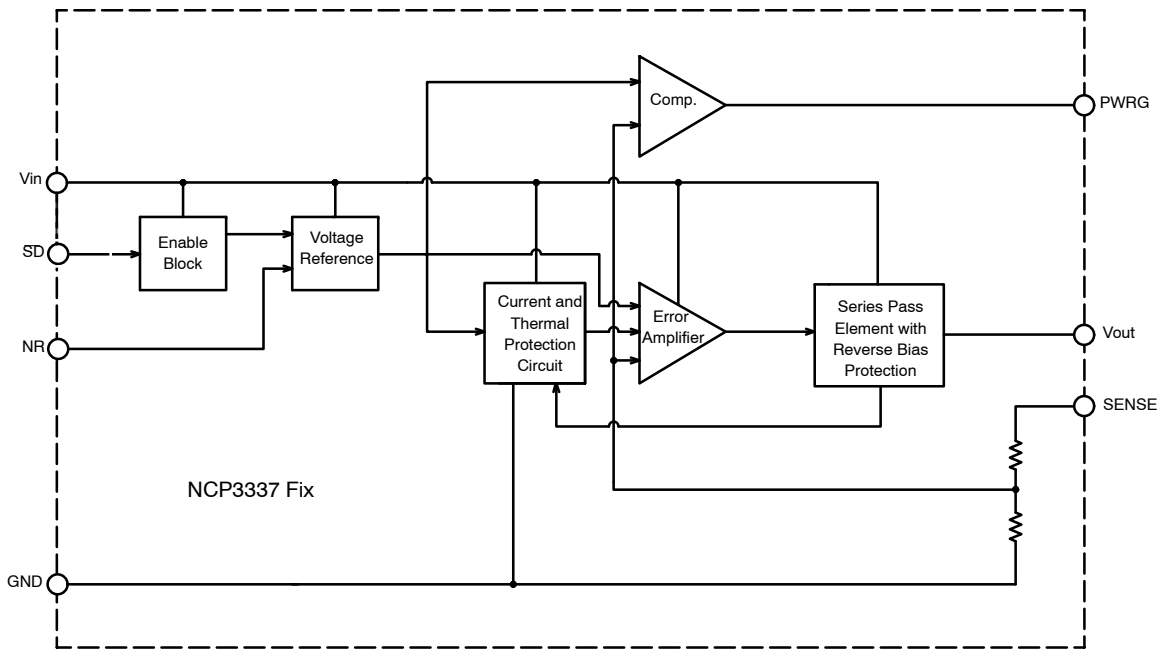 Comp.
PWRG
Vin
Enable
Block
Voltage
Reference
SD
Current and
Thermal
Protection
Circuit
Error
Amplifier
Series Pass
Element with
Reverse Bias
Protection
NR
Vout
SENSE
NCP3337 Fix
GND